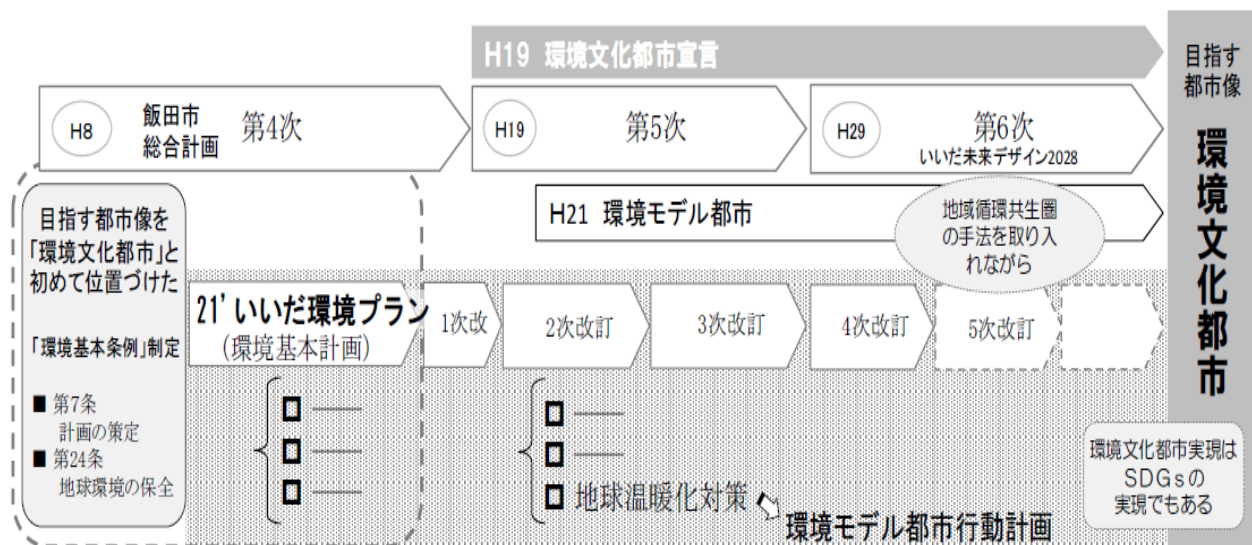 H19 環境文化都市宣言
目指す
都市像
環境文化都市
H8
飯田市
総合計画
第4次
H19
第5次
H29
第6次
いいだ未来デザイン2028
目指す都市像を
「環境文化都市」と
初めて位置づけた
「環境基本条例」制定
■ 第7条
計画の策定
■ 第24条
地球環境の保全
H21 環境モデル都市
地域循環共生圏
の手法を取り入
れながら
21’いいだ環境プラン
(環境基本計画)
1次改
2次改訂
3次改訂
4次改訂
5次改訂
地球温暖化対策
環境モデル都市行動計画
環境文化都市実現は
SDGsの
実現でもある